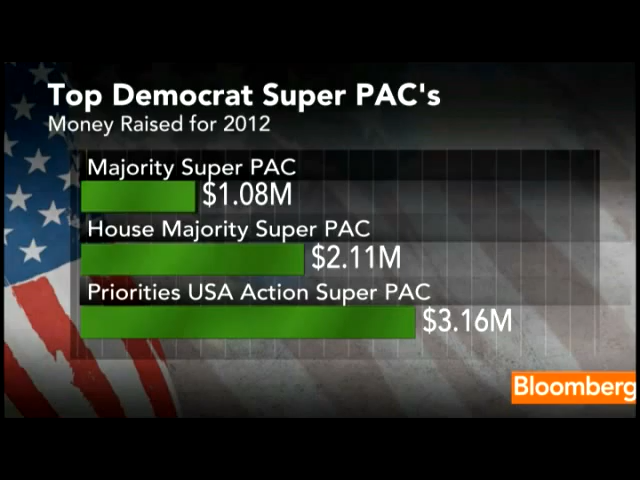 Top Democrat Super PAC's
Money Raised for 2012
Majority Super PAC
$1.08M
House Majority Super PAC
$2.11M
Priorities USA Action Super PAC
$3.16M
Bloomberg